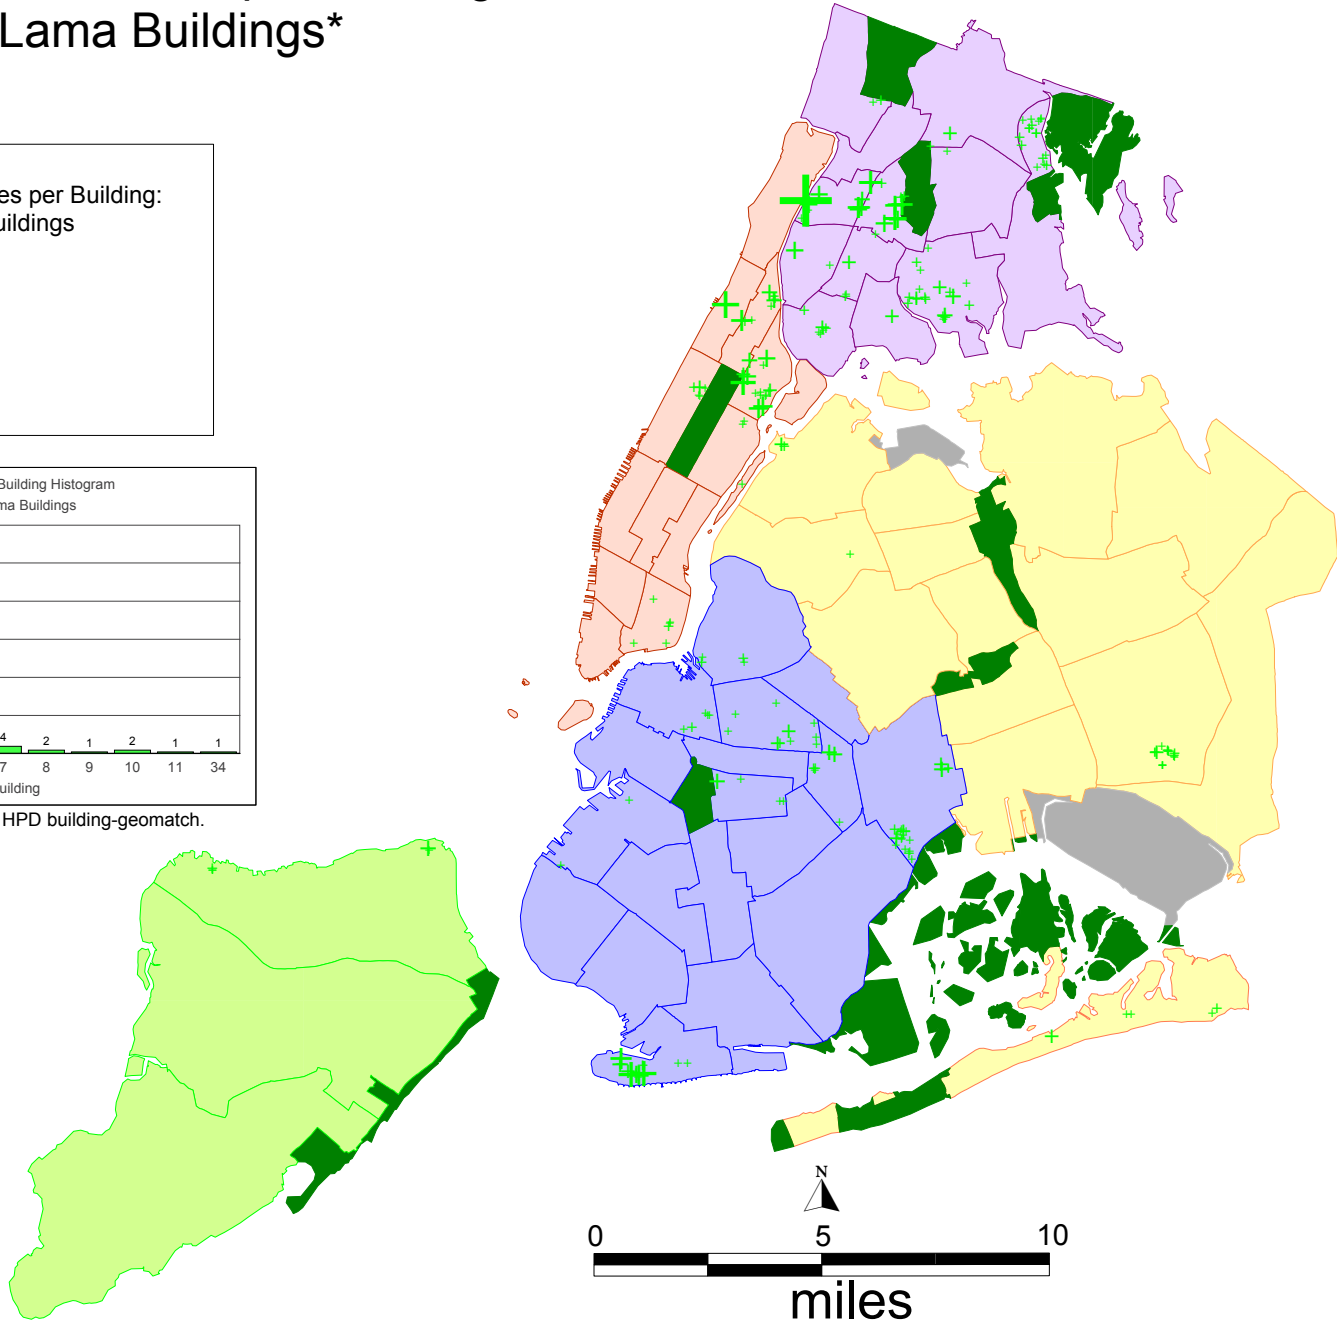 Lama Buildings*
es per Building:
uildings
Building Histogram
ma Buildings
4 2 1 2 1 1
7 8 9 10 11 34
uilding
HPD building-geomatch.
N
0 5 10
miles